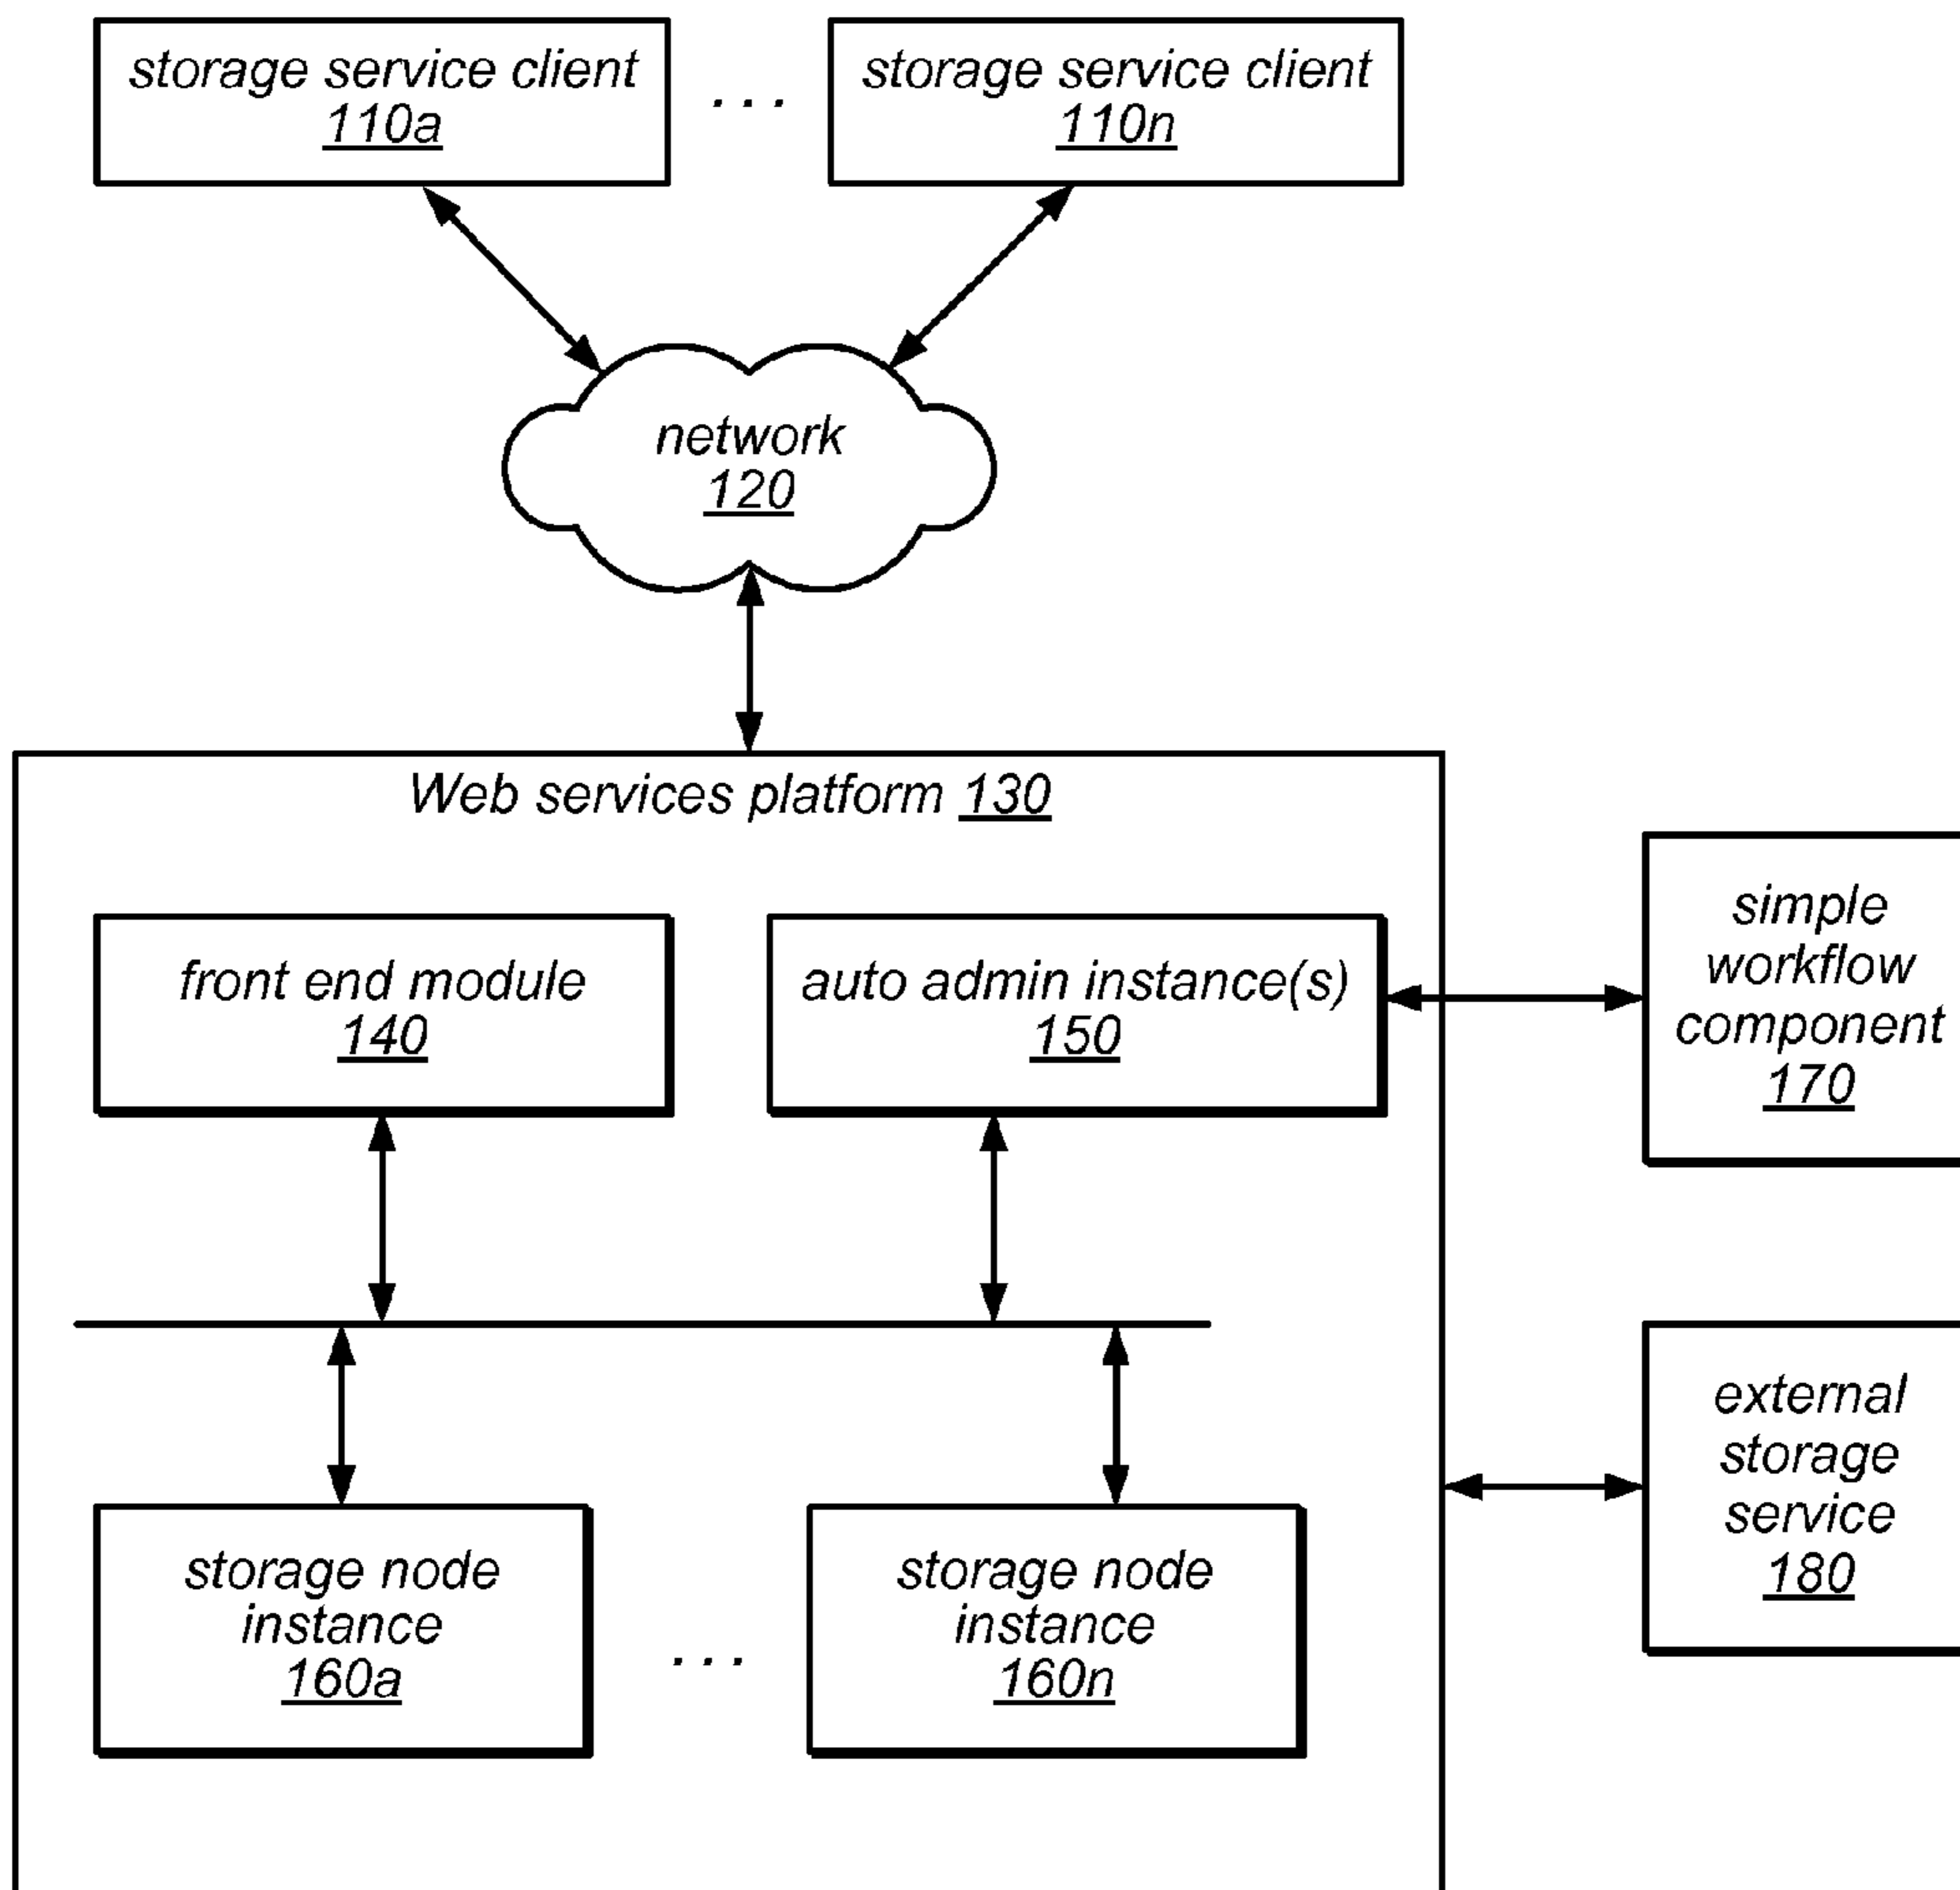 storage service client
110a
. . .
storage service client
110n
network
120
Web services platform 130
front end module
140
auto admin instance(s)
150
simple
workflow
component
170
external
storage
service
180
storage node
instance
160a
. . .
storage node
instance
160n